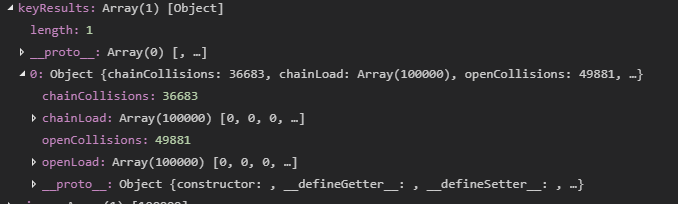 keyResults: Array(1) [Object]
length: 1
__proto__: Array(0) [, …]
0: Object {chainCollisions: 36683, chainLoad: Array(100000), openCollisions: 49881, …}
chainCollisions: 36683
chainLoad: Array(100000) [0, 0, 0, …]
openCollisions: 49881
openLoad: Array(100000) [0, 0, 0, …]
__proto__: Object {constructor: , __defineGetter__: , __defineSetter__: , …}